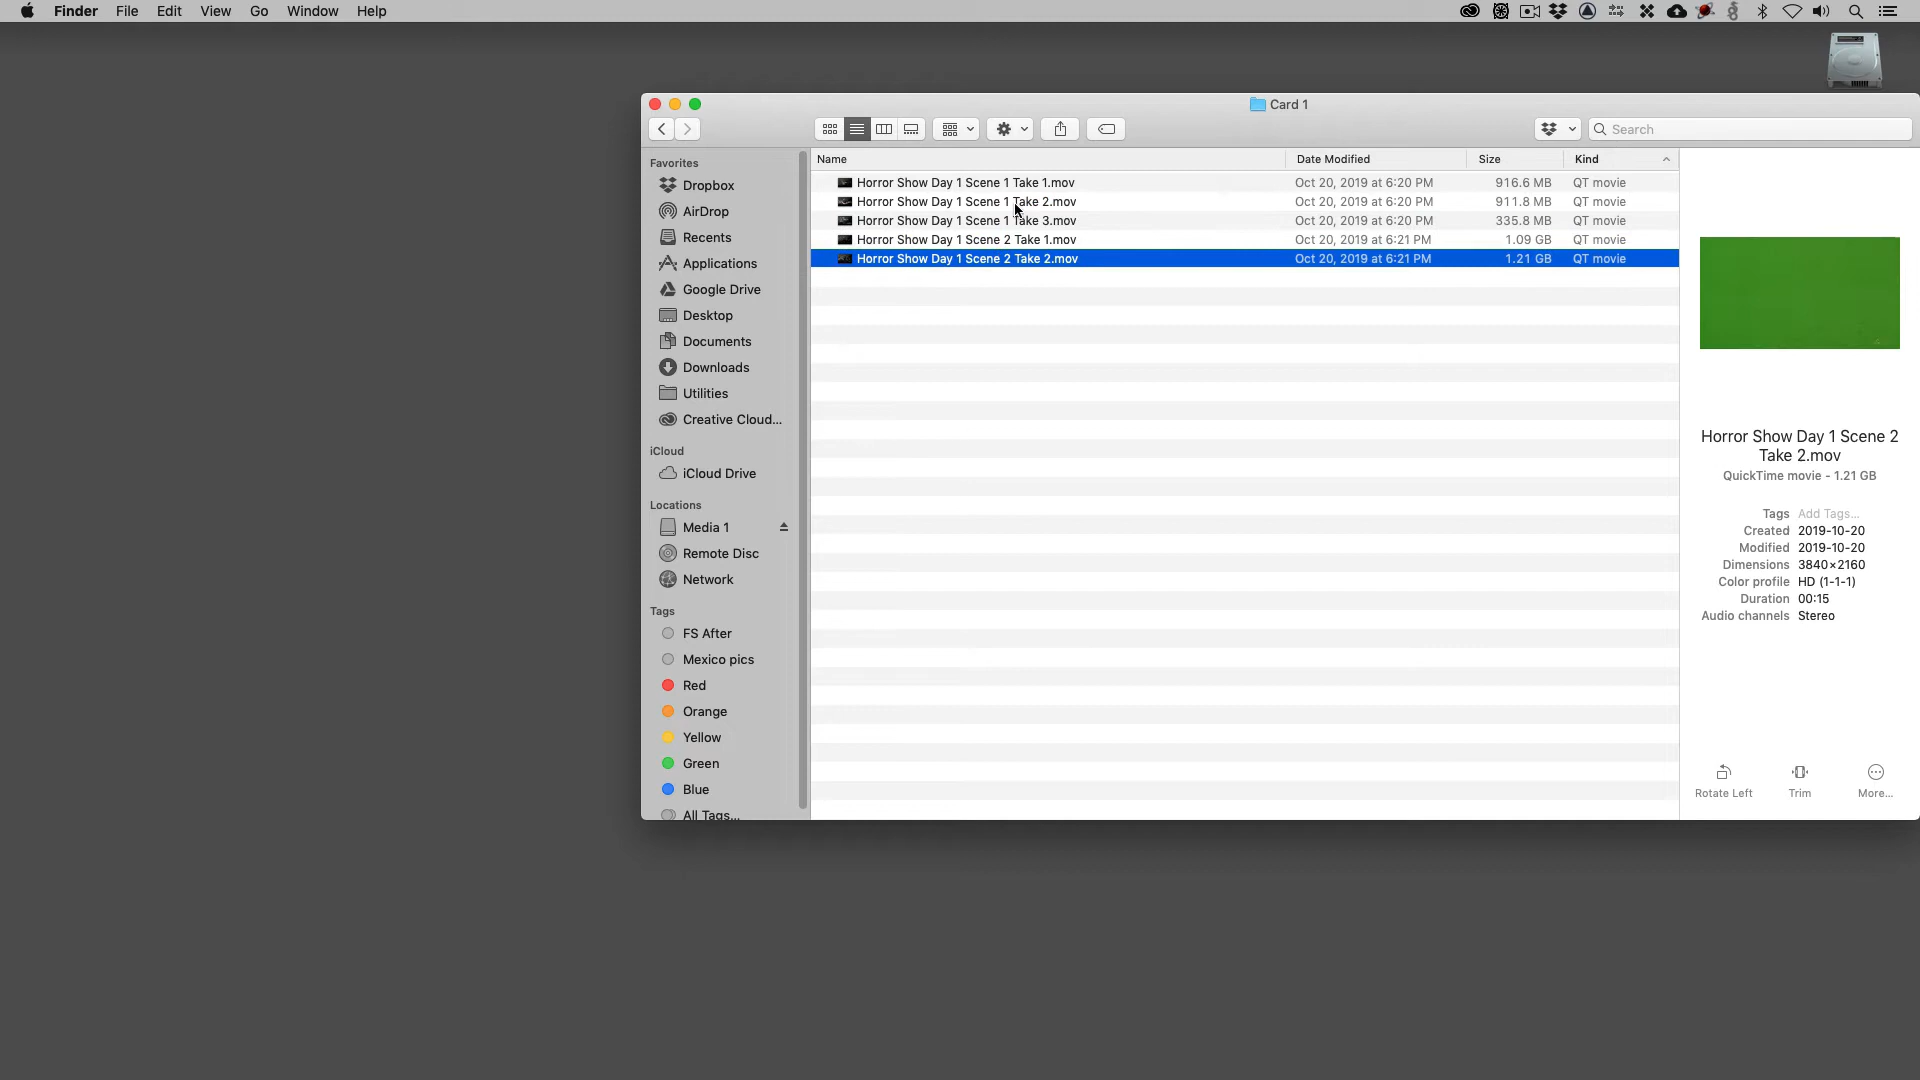 Finder File Edit View Go Window Help
Card 1
Search
Favorites
Dropbox
AirDrop
Recents
Applications
Google Drive
Desktop
Documents
Downloads
Utilities
Creative Cloud...
iCloud
iCloud Drive
Locations
Media 1
Remote Disc
Network
Tags
FS After
Mexico pics
Red
Orange
Yellow
Green
Blue
All Tags...
Name Date Modified Size Kind
Horror Show Day 1 Scene 1 Take 1.mov Oct 20, 2019 at 6:20 PM 916.6 MB QT movie
Horror Show Day 1 Scene 1 Take 2.mov Oct 20, 2019 at 6:20 PM 911.8 MB QT movie
Horror Show Day 1 Scene 1 Take 3.mov Oct 20, 2019 at 6:20 PM 335.8 MB QT movie
Horror Show Day 1 Scene 2 Take 1.mov Oct 20, 2019 at 6:21 PM 1.09 GB QT movie
Horror Show Day 1 Scene 2 Take 2.mov Oct 20, 2019 at 6:21 PM 1.21 GB QT movie
Horror Show Day 1 Scene 2
Take 2.mov
QuickTime movie - 1.21 GB
Tags Add Tags...
Created 2019-10-20
Modified 2019-10-20
Dimensions 3840×2160
Color profile HD (1-1-1)
Duration 00:15
Audio channels Stereo
Rotate Left Trim More...